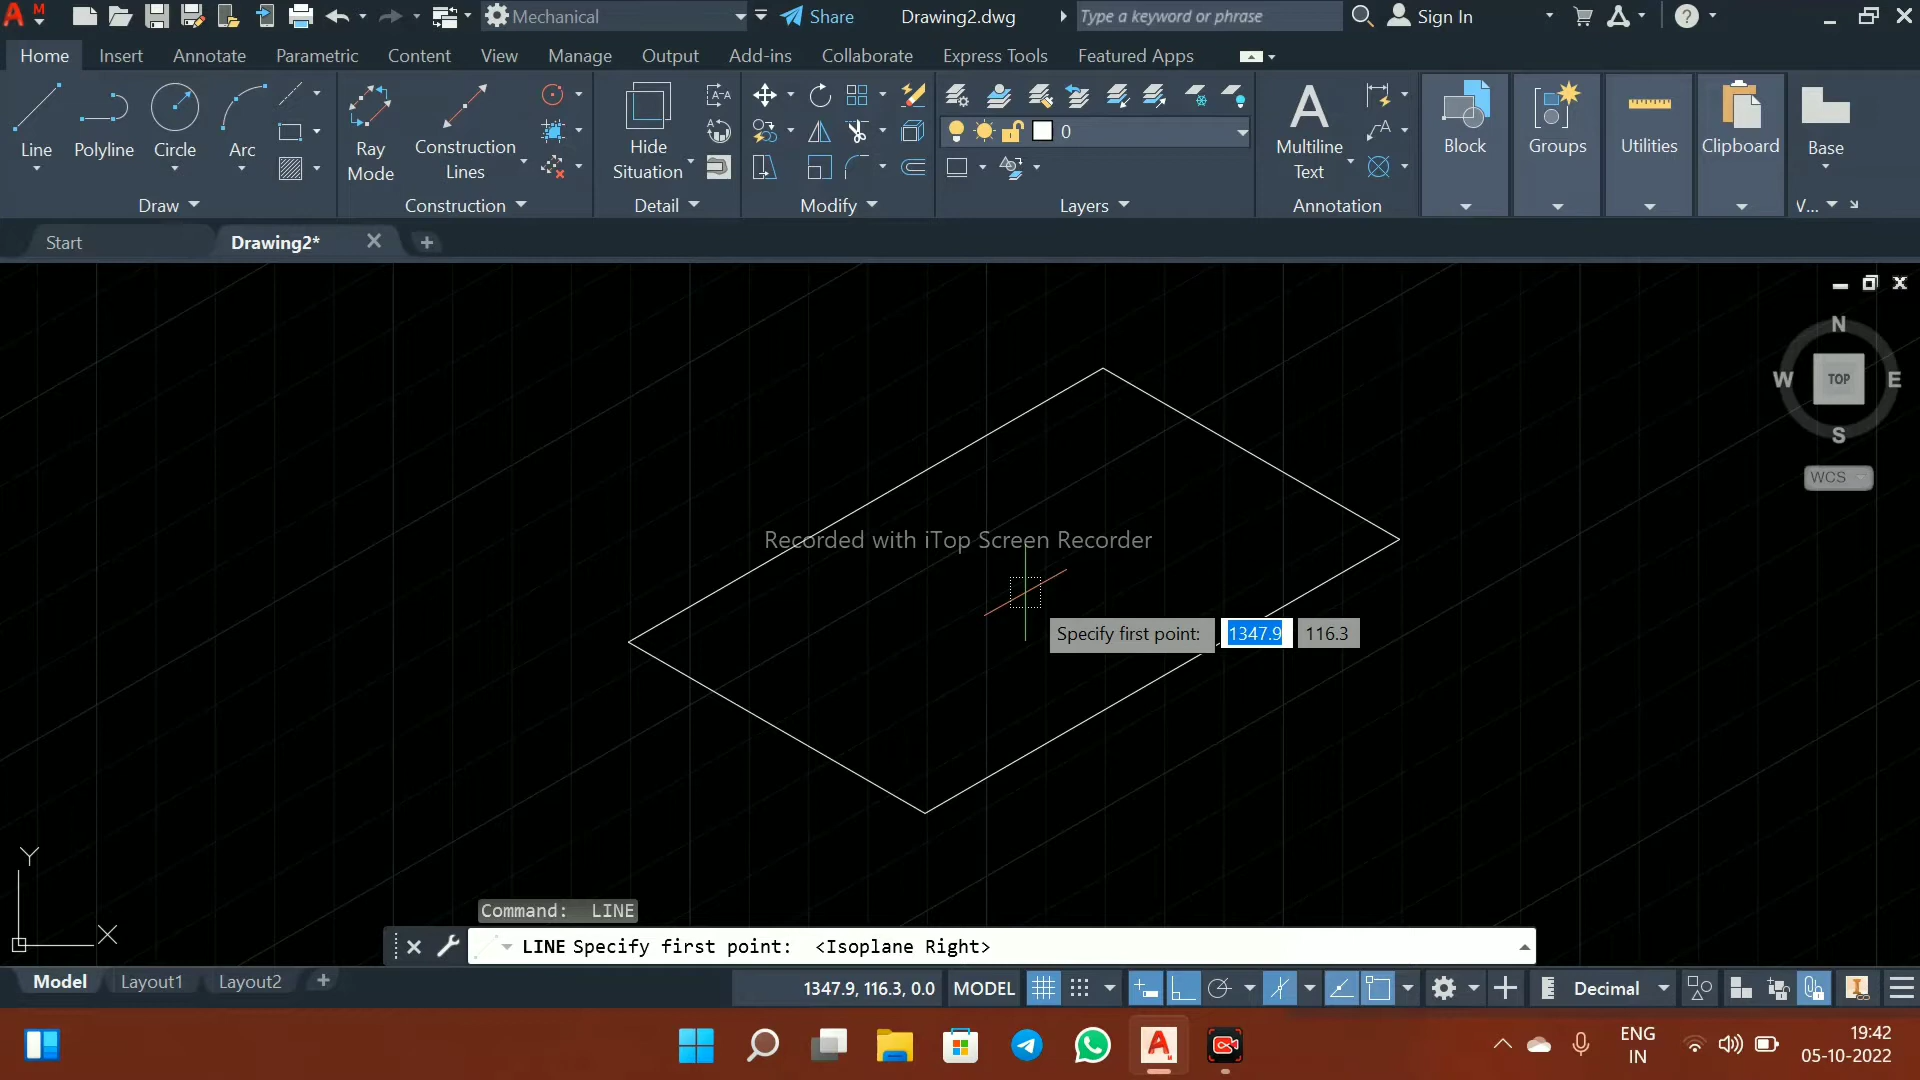 Mechanical
Share
Drawing2.dwg
Type a keyword or phrase
Sign In
Home
Insert
Annotate
Parametric
Content
View
Manage
Output
Add-ins
Collaborate
Express Tools
Featured Apps
Line
Polyline
Circle
Arc
Ray
Mode
Construction
Lines
Hide
Situation
0
Multiline
Text
Block
Groups
Utilities
Clipboard
Base
Draw
Construction
Detail
Modify
Layers
Annotation
V...
Start
Drawing2*
N
W
TOP
E
S
WCS
Recorded with iTop Screen Recorder
Specify first point:
1347.9
116.3
Y
X
Command: LINE
LINE Specify first point: <Isoplane Right>
Model
Layout1
Layout2
1347.9, 116.3, 0.0
MODEL
Decimal
ENG
IN
19:42
05-10-2022